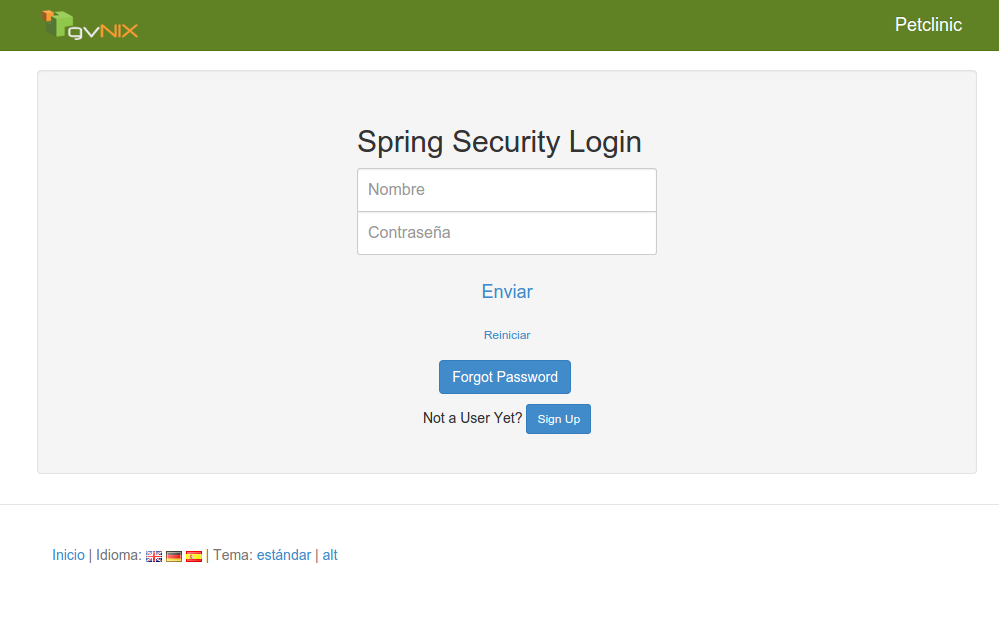 gvNIX
Petclinic
Spring Security Login
Nombre
Contraseña
Enviar
Reiniciar
Forgot Password
Not a User Yet? Sign Up
Inicio | Idioma: | Tema: estándar | alt